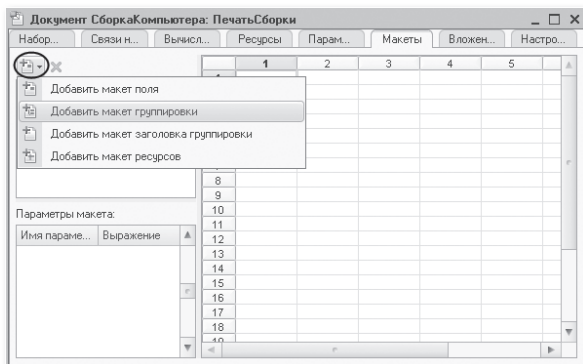 Документ СборкаКомпьютера: ПечатьСборки
Набор... Связи н... Вычисл... Ресурсы Парам... Макеты Вложен... Настро...
1 2 3 4 5
Добавить макет поля
Добавить макет группировки
Добавить макет заголовка группировки
Добавить макет ресурсов
8
9
Параметры макета:
10
11
Имя параме... Выражение
12
13
14
15
16
17
18